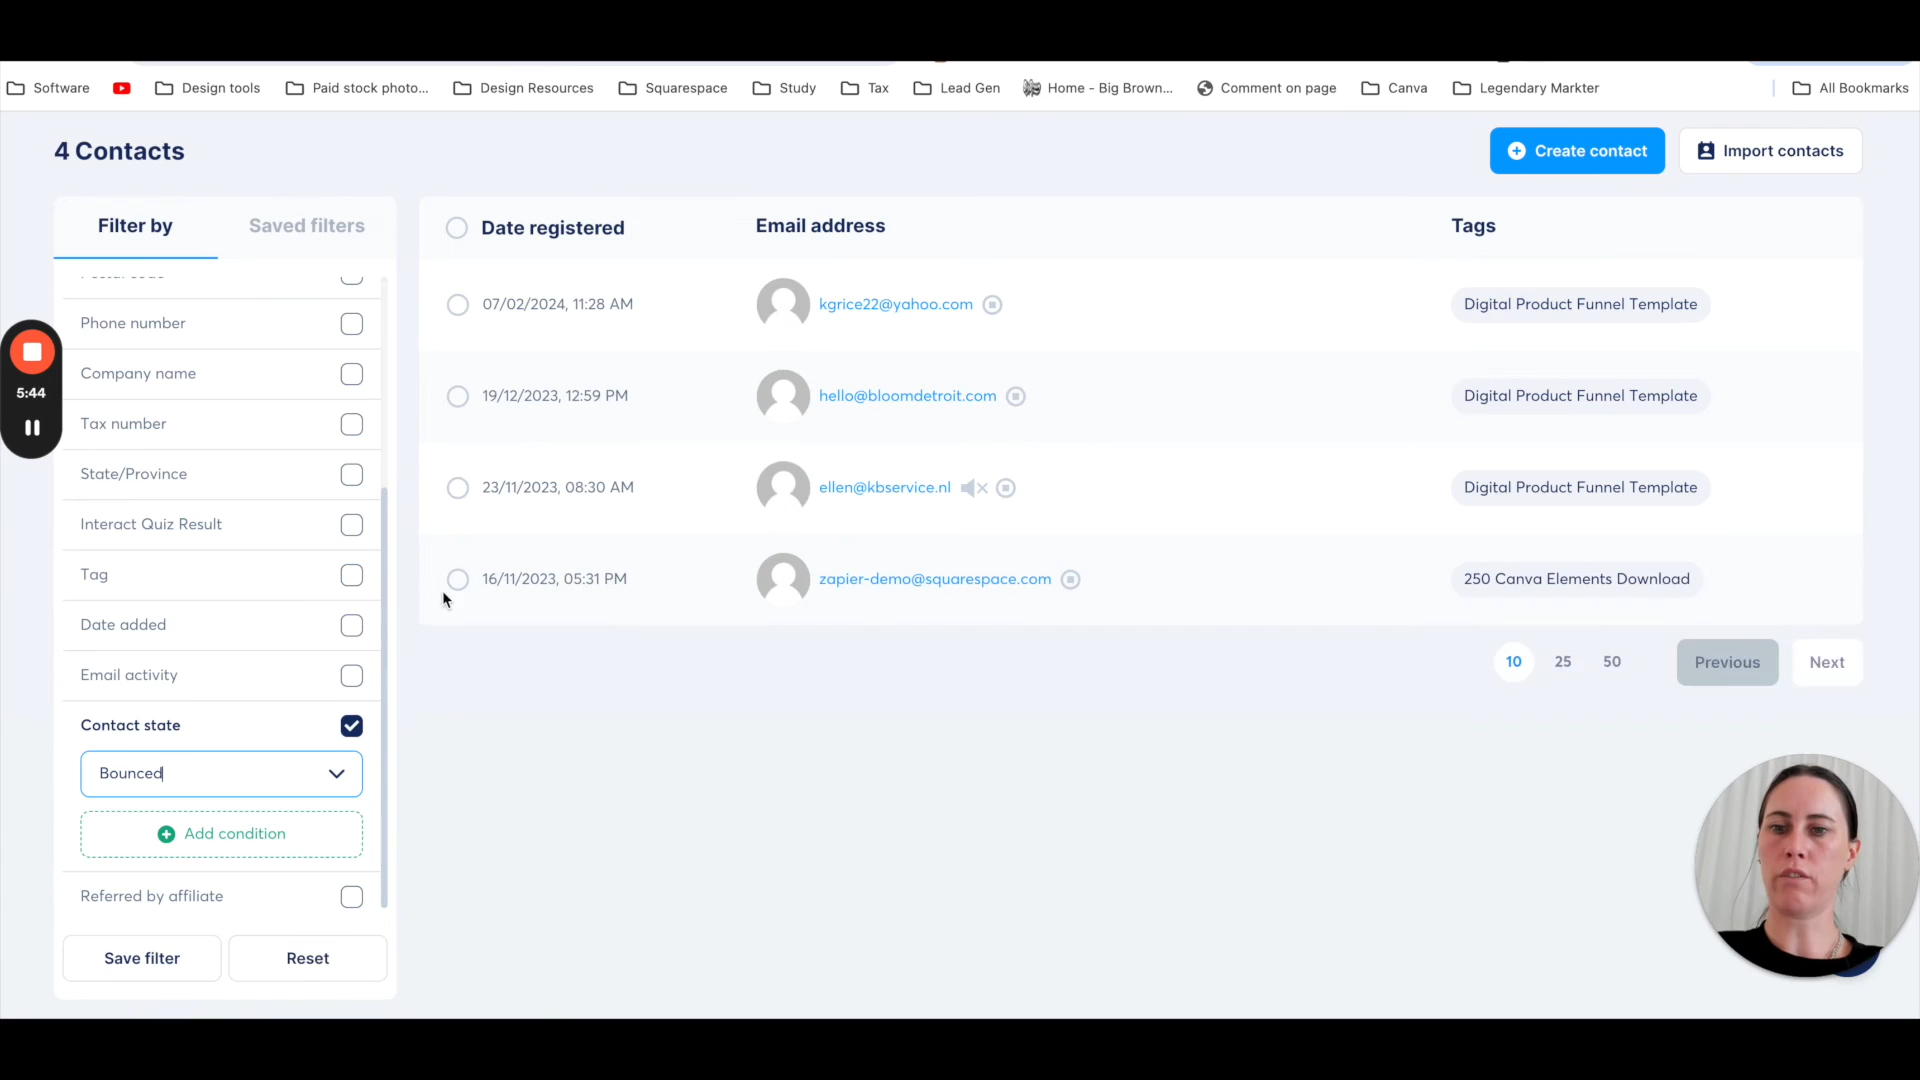 Software
Design tools
Paid stock photo...
Design Resources
Squarespace
Study
Tax
Lead Gen
Home - Big Brown...
Comment on page
Canva
Legendary Markter
All Bookmarks
4 Contacts
Create contact
Import contacts
Filter by
Saved filters
Date registered
Email address
Tags
Phone number
Company name
Tax number
State/Province
Interact Quiz Result
Tag
Date added
Email activity
Contact state
Bounced
Add condition
Referred by affiliate
Save filter
Reset
5:44
07/02/2024, 11:28 AM
kgrice22@yahoo.com
Digital Product Funnel Template
19/12/2023, 12:59 PM
hello@bloomdetroit.com
Digital Product Funnel Template
23/11/2023, 08:30 AM
ellen@kbservice.nl
Digital Product Funnel Template
16/11/2023, 05:31 PM
zapier-demo@squarespace.com
250 Canva Elements Download
10
25
50
Previous
Next